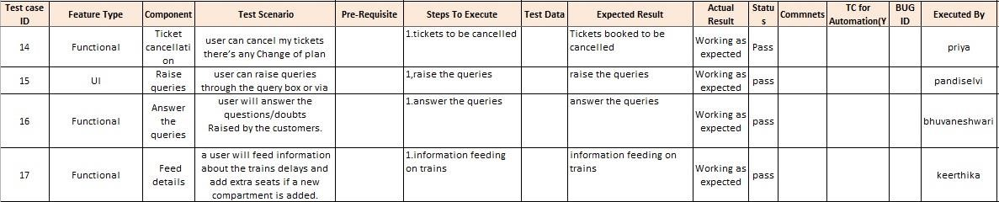 Test case ID Feature Type Component Test Scenario Pre-Requisite Steps To Execute Test Data Expected Result Actual Result Status Commnets TC for Automation(Y BUG ID Executed By
14 Functional Ticket cancellation user can cancel my tickets there's any Change of plan 1.tickets to be cancelled Tickets booked to be cancelled Working as expected Pass priya
15 UI Raise queries user can raise queries through the query box or via 1,raise the queries raise the queries Working as expected pass pandiselvi
16 Functional Answer the queries user will answer the questions/doubts Raised by the customers. 1.answer the queries answer the queries Working as expected pass bhuvaneshwari
17 Functional Feed details a user will feed information about the trains delays and add extra seats if a new compartment is added. 1.information feeding on trains information feeding on trains Working as expected pass keerthika